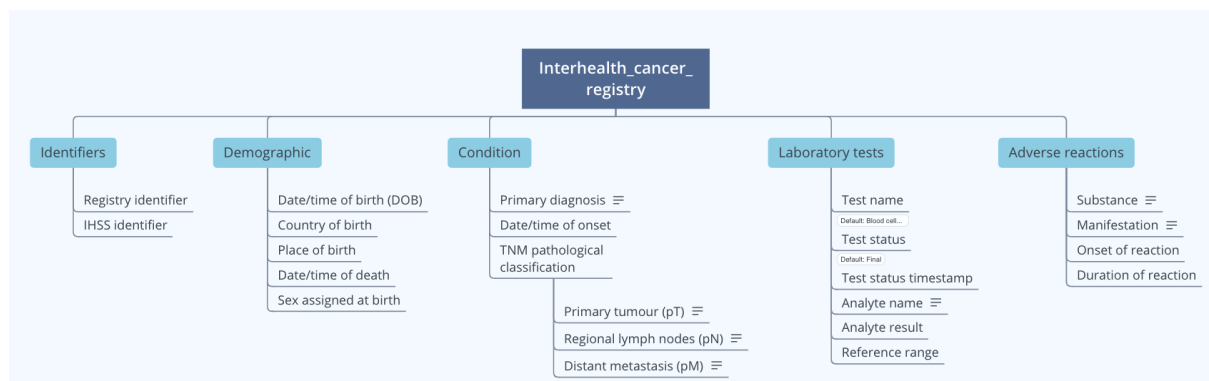 Interhealth_cancer_
registry
Identifiers
Registry identifier
IHSS identifier
Demographic
Date/time of birth (DOB)
Country of birth
Place of birth
Date/time of death
Sex assigned at birth
Condition
Primary diagnosis
Date/time of onset
TNM pathological
classification
Primary tumour (pT)
Regional lymph nodes (pN)
Distant metastasis (pM)
Laboratory tests
Test name
Default: Blood cell...
Test status
Default: Final
Test status timestamp
Analyte name
Analyte result
Reference range
Adverse reactions
Substance
Manifestation
Onset of reaction
Duration of reaction